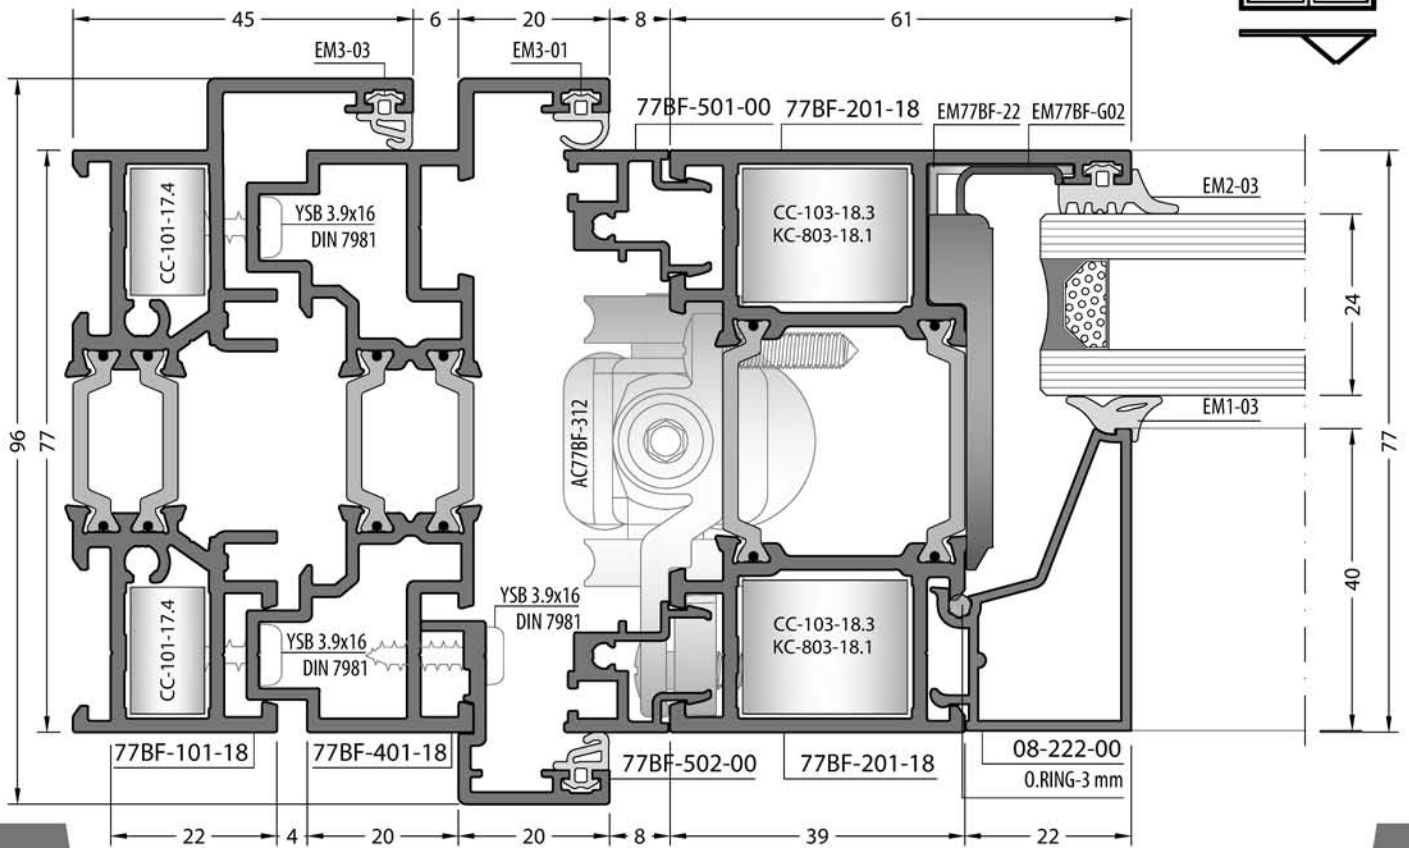 45
6
20
8
61
EM3-03
EM3-01
77BF-501-00
77BF-201-18
EM77BF-22
EM77BF-G02
EM2-03
CC-101-17.4
YSB 3.9x16
DIN 7981
CC-103-18.3
KC-803-18.1
24
96
77
AC77BF-312
EM1-03
77
40
YSB 3.9x16
DIN 7981
CC-101-17.4
YSB 3.9x16
DIN 7981
CC-103-18.3
KC-803-18.1
77BF-101-18
77BF-401-18
77BF-502-00
77BF-201-18
08-222-00
O.RING-3 mm
22
4
20
20
8
39
22